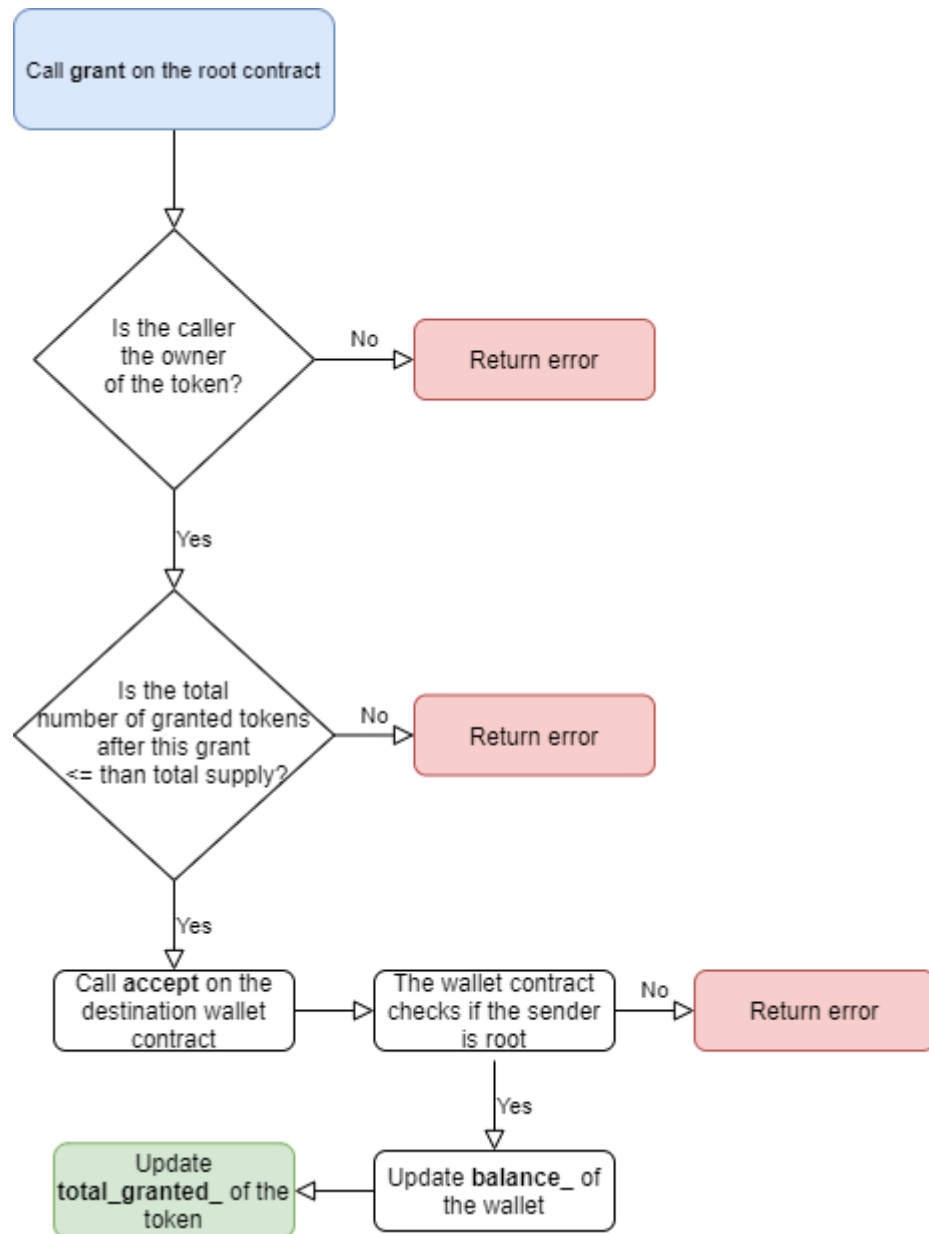 Call grant on the root contract
Is the caller
the owner
of the token?
No
Return error
Yes
Is the total
number of granted tokens
after this grant
<= than total supply?
No
Return error
Yes
Call accept on the
destination wallet
contract
The wallet contract
checks if the sender
is root
No
Return error
Yes
Update balance_ of
the wallet
Update
total_granted_ of the
token